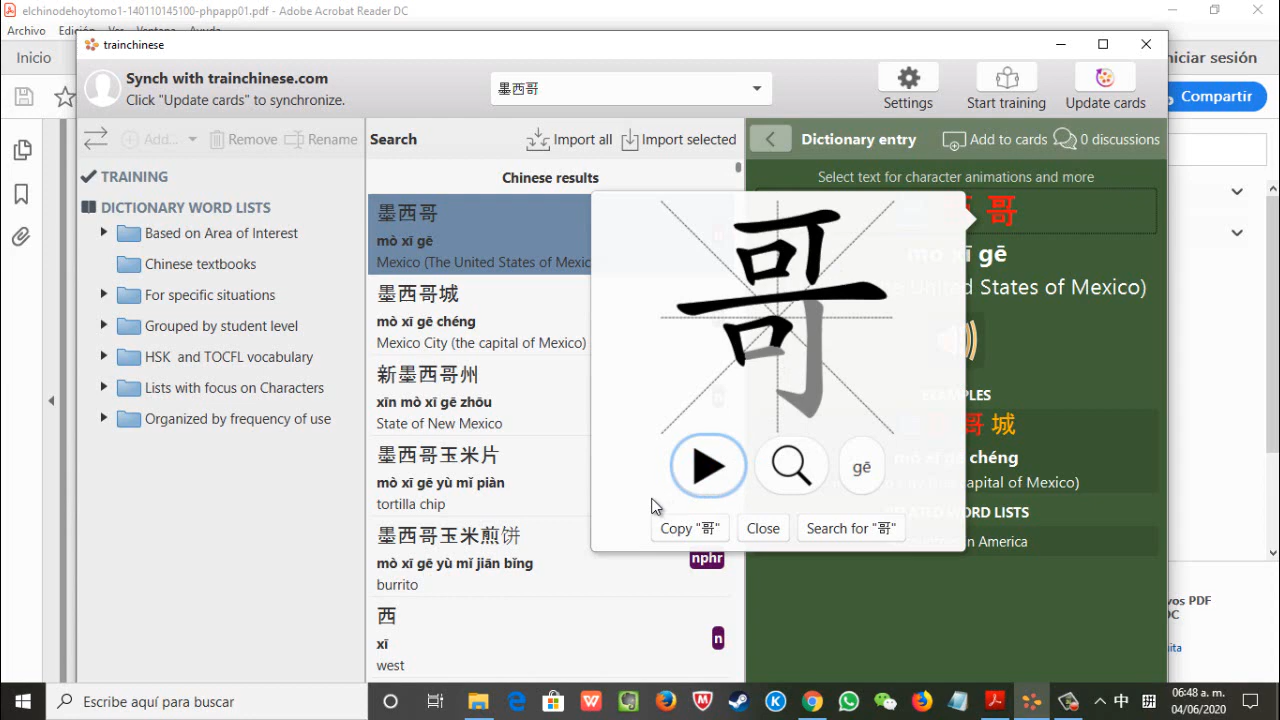 elchinodehoytomo1-140110145100-phpapp01.pdf - Adobe Acrobat Reader DC
Archivo
Inicio
iniciar sesión
Compartir
trainchinese
Synch with trainchinese.com
Click "Update cards" to synchronize.
墨西哥
Settings
Start training
Update cards
Add...
Remove
Rename
TRAINING
DICTIONARY WORD LISTS
Based on Area of Interest
Chinese textbooks
For specific situations
Grouped by student level
HSK and TOCFL vocabulary
Lists with focus on Characters
Organized by frequency of use
Search
Import all
Import selected
Chinese results
墨西哥
mò xī gē
Mexico (The United States of Mexic
墨西哥城
mò xī gē chéng
Mexico City (the capital of Mexico)
新墨西哥州
xīn mò xī gē zhōu
State of New Mexico
墨西哥玉米片
mò xī gē yù mǐ piàn
tortilla chip
墨西哥玉米煎饼
mò xī gē yù mǐ jiān bǐng
nphr
burrito
西
xī
n
west
Dictionary entry
Add to cards
0 discussions
Select text for character animations and more
哥
mò xī gē
United States of Mexico)
EXAMPLES
哥城
mò xī gē chéng
capital of Mexico)
RELATED WORD LISTS
in America
哥
gē
Copy "哥"
Close
Search for "哥"
vos PDF
DC
Escribe aquí para buscar
中
拼
06:48 a. m.
04/06/2020